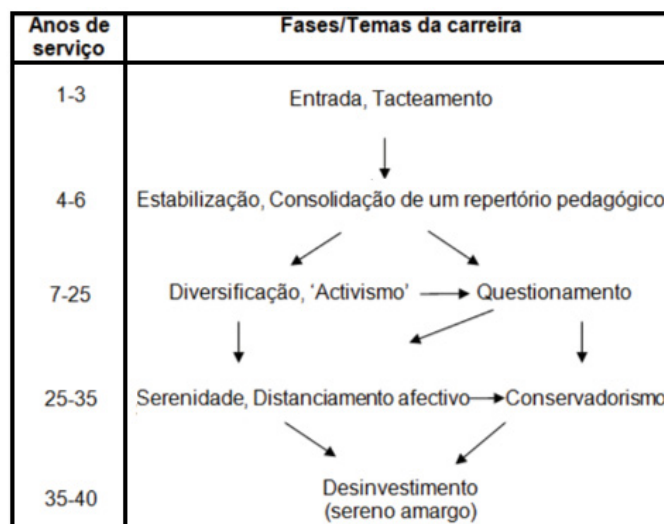 Anos de serviço
Fases/Temas da carreira
1-3
Entrada, Tacteamento
4-6
Estabilização, Consolidação de um repertório pedagógico
7-25
Diversificação, ‘Activismo’
Questionamento
25-35
Serenidade, Distanciamento afectivo
Conservadorismo
35-40
Desinvestimento
(sereno amargo)